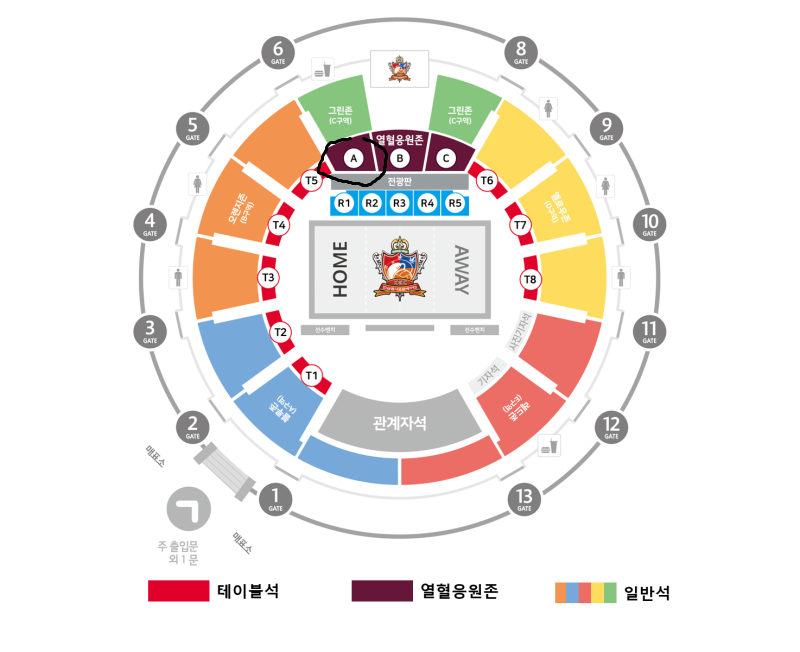 6
GATE
8
GATE
5
GATE
9
GATE
4
GATE
10
GATE
3
GATE
11
GATE
2
GATE
12
GATE
1
GATE
13
GATE
그린존
(C구역)
그린존
(C구역)
열혈응원존
A
B
C
전광판
R1
R2
R3
R4
R5
T5
T6
T4
T7
T3
T8
T2
T1
오렌지존
(B구역)
옐로우존
(D구역)
HOME
AWAY
선수벤치
선수벤치
사진기자석
기자석
블루존
(A구역)
레드존
(E구역)
관계자석
매표소
매표소
주 출입문
외 1 문
테이블석
열혈응원존
일반석